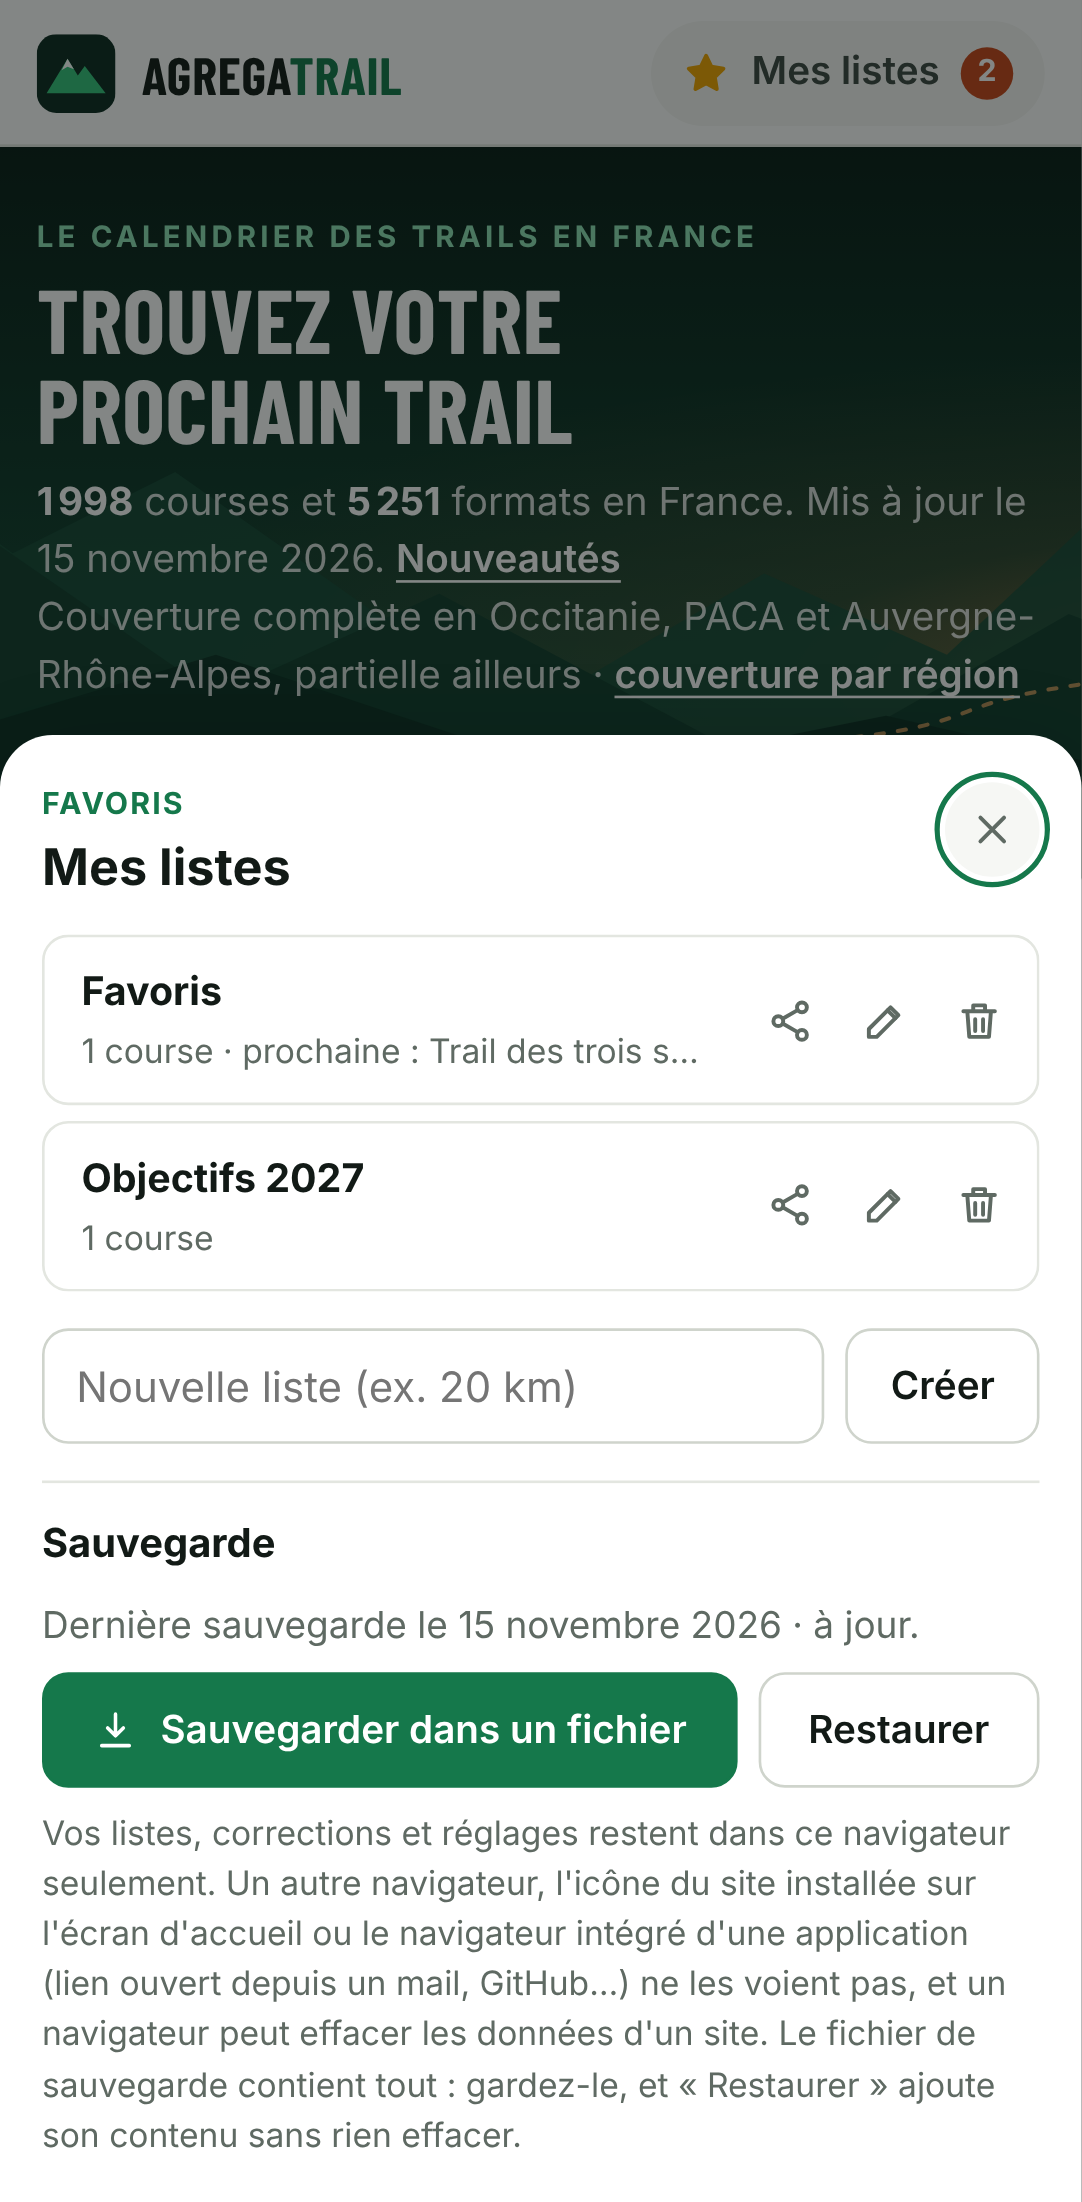 AGREGATRAIL
Mes listes 2
LE CALENDRIER DES TRAILS EN FRANCE
TROUVEZ VOTRE
PROCHAIN TRAIL
1 998 courses et 5 251 formats en France. Mis à jour le
15 novembre 2026. Nouveautés
Couverture complète en Occitanie, PACA et Auvergne-
Rhône-Alpes, partielle ailleurs · couverture par région
FAVORIS
Mes listes
Favoris
1 course · prochaine : Trail des trois s...
Objectifs 2027
1 course
Nouvelle liste (ex. 20 km)
Créer
Sauvegarde
Dernière sauvegarde le 15 novembre 2026 · à jour.
Sauvegarder dans un fichier
Restaurer
Vos listes, corrections et réglages restent dans ce navigateur
seulement. Un autre navigateur, l'icône du site installée sur
l'écran d'accueil ou le navigateur intégré d'une application
(lien ouvert depuis un mail, GitHub...) ne les voient pas, et un
navigateur peut effacer les données d'un site. Le fichier de
sauvegarde contient tout : gardez-le, et « Restaurer » ajoute
son contenu sans rien effacer.